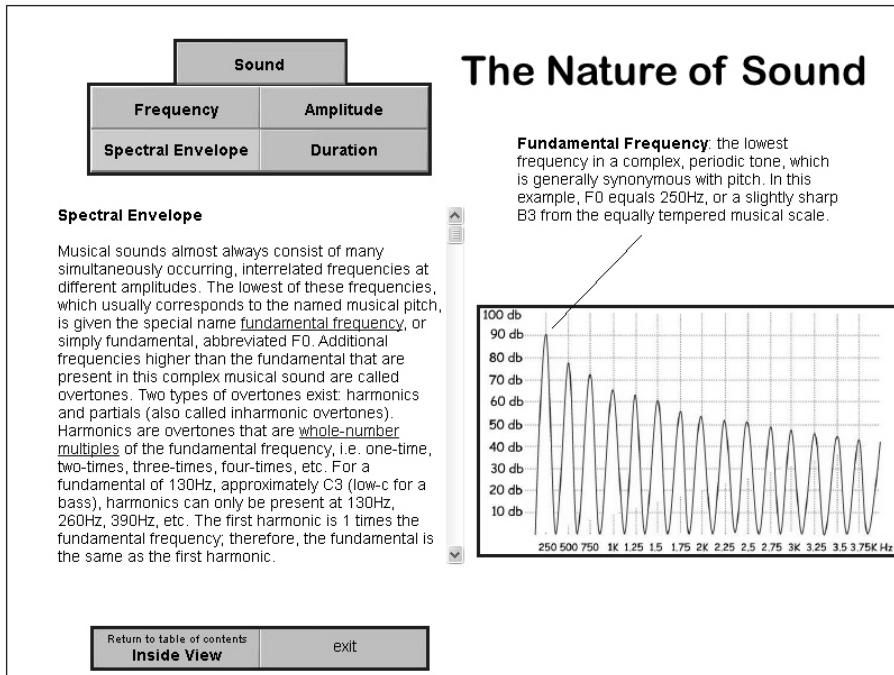 Sound
Frequency
Amplitude
Spectral Envelope
Duration
The Nature of Sound
Fundamental Frequency: the lowest
frequency in a complex, periodic tone, which
is generally synonymous with pitch. In this
example, F0 equals 250Hz, or a slightly sharp
B3 from the equally tempered musical scale.
Spectral Envelope
Musical sounds almost always consist of many
simultaneously occurring, interrelated frequencies at
different amplitudes. The lowest of these frequencies,
which usually corresponds to the named musical pitch,
is given the special name fundamental frequency, or
simply fundamental, abbreviated F0. Additional
frequencies higher than the fundamental that are
present in this complex musical sound are called
overtones. Two types of overtones exist: harmonics
and partials (also called inharmonic overtones).
Harmonics are overtones that are whole-number
multiples of the fundamental frequency, i.e. one-time,
two-times, three-times, four-times, etc. For a
fundamental of 130Hz, approximately C3 (low-c for a
bass), harmonics can only be present at 130Hz,
260Hz, 390Hz, etc. The first harmonic is 1 times the
fundamental frequency; therefore, the fundamental is
the same as the first harmonic.
100 db
90 db
80 db
70 db
60 db
50 db
40 db
30 db
20 db
10 db
250 500 750 1K 1.25 1.5 1.75 2K 2.25 2.5 2.75 3K 3.25 3.5 3.75K Hz
Return to table of contents
Inside View
exit